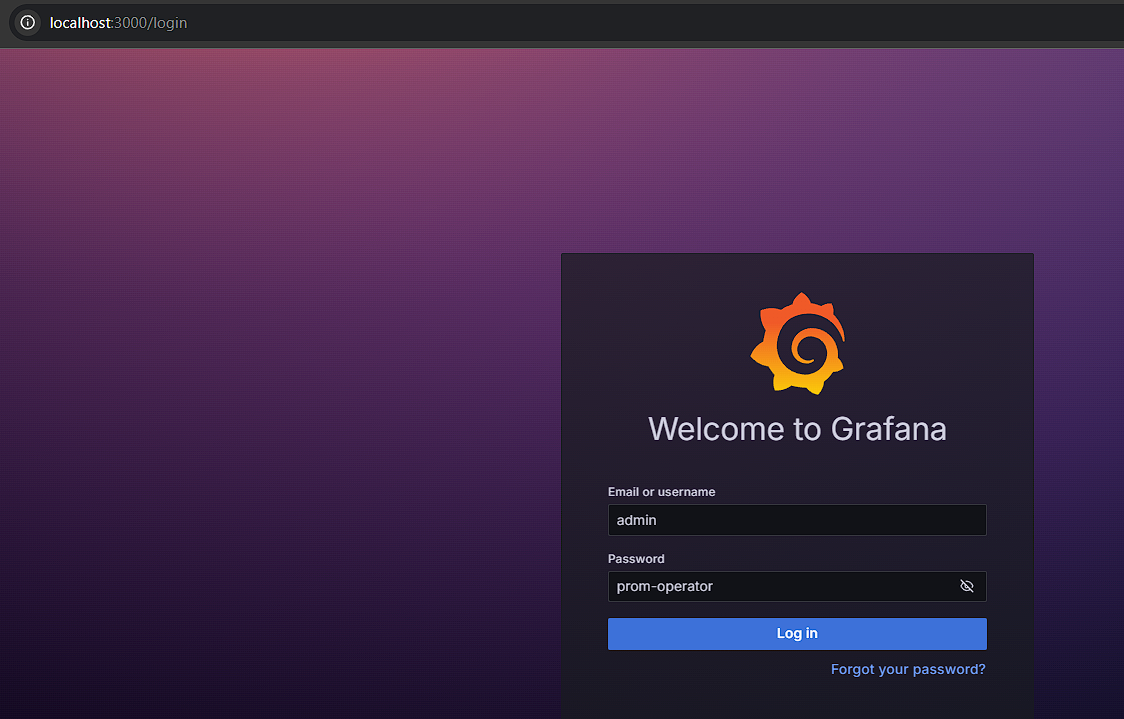 localhost:3000/login
Welcome to Grafana
Email or username
admin
Password
prom-operator
Log in
Forgot your password?